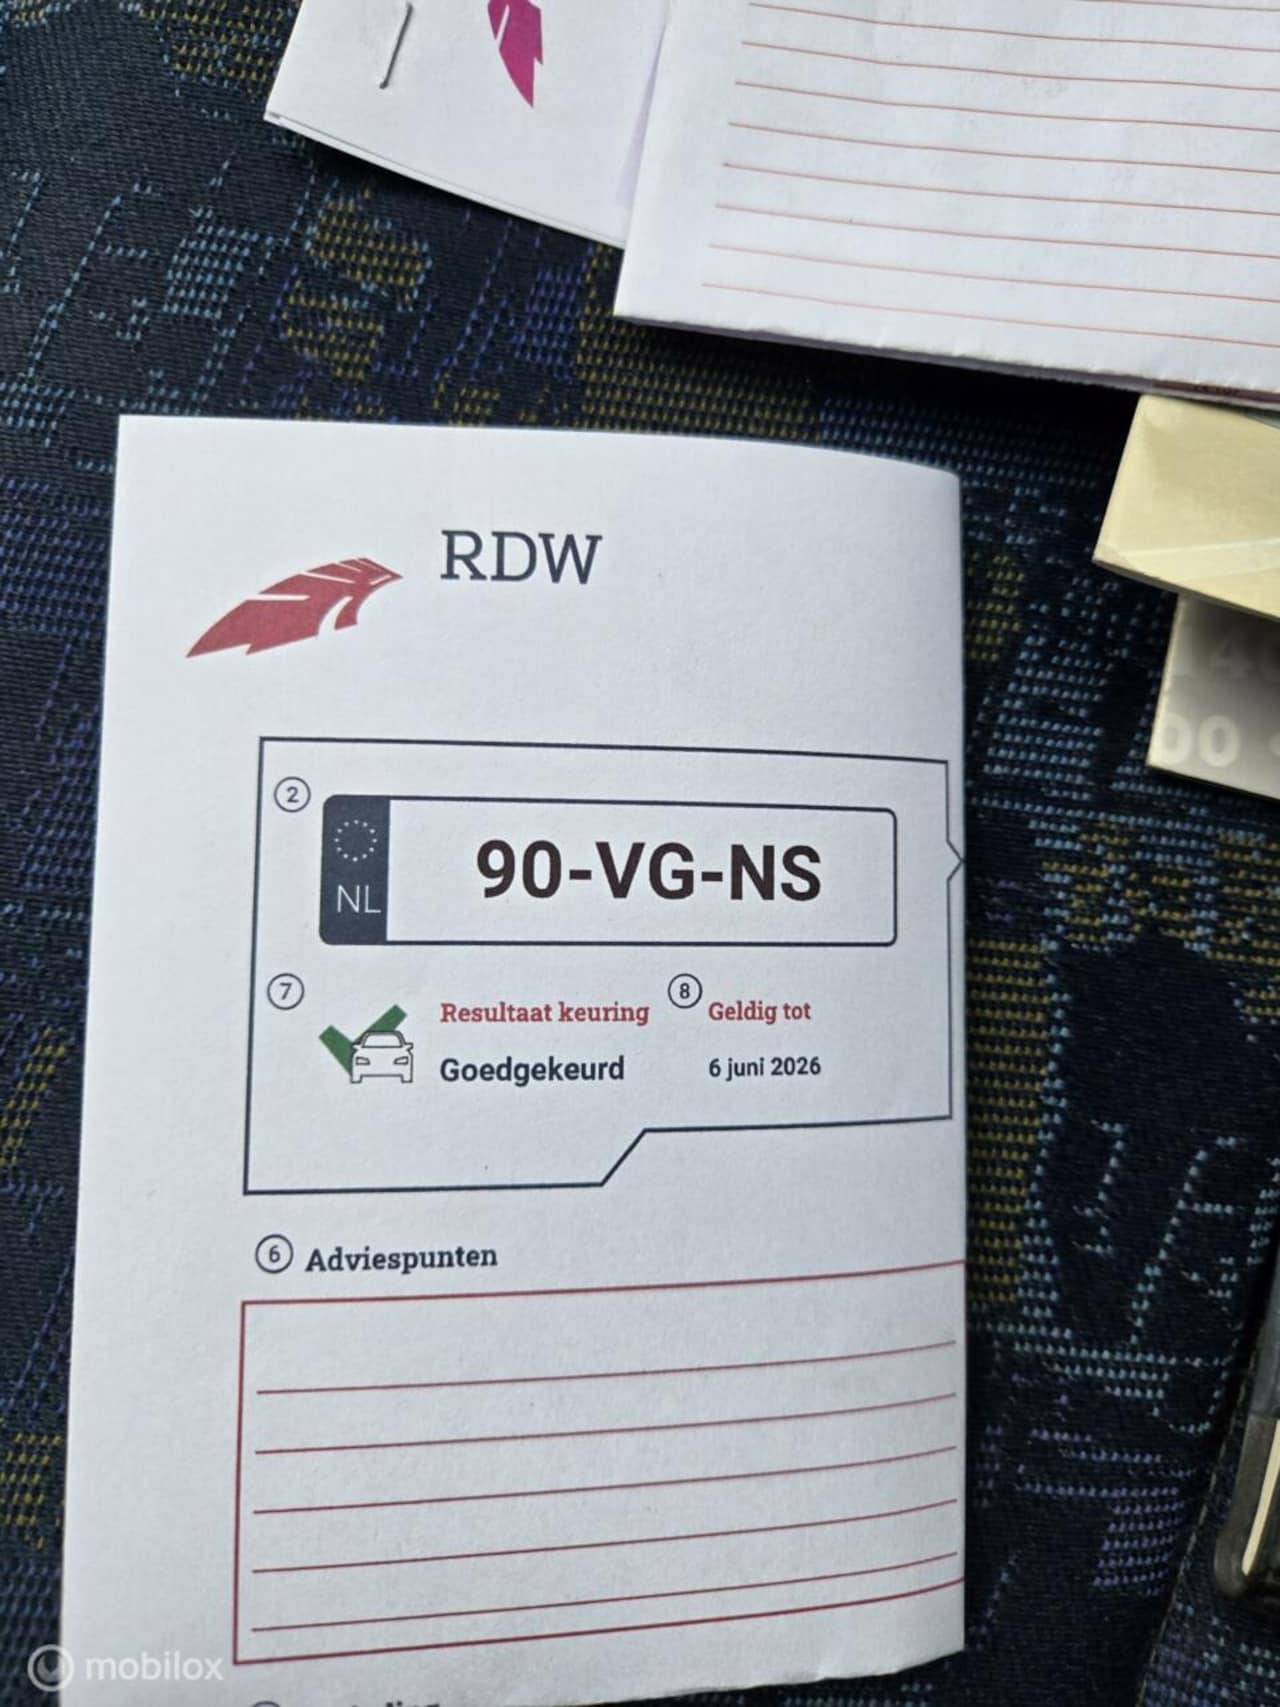 RDW
2
NL
90-VG-NS
7
Resultaat keuring
8
Geldig tot
Goedgekeurd
6 juni 2026
6 Adviespunten
mobilox